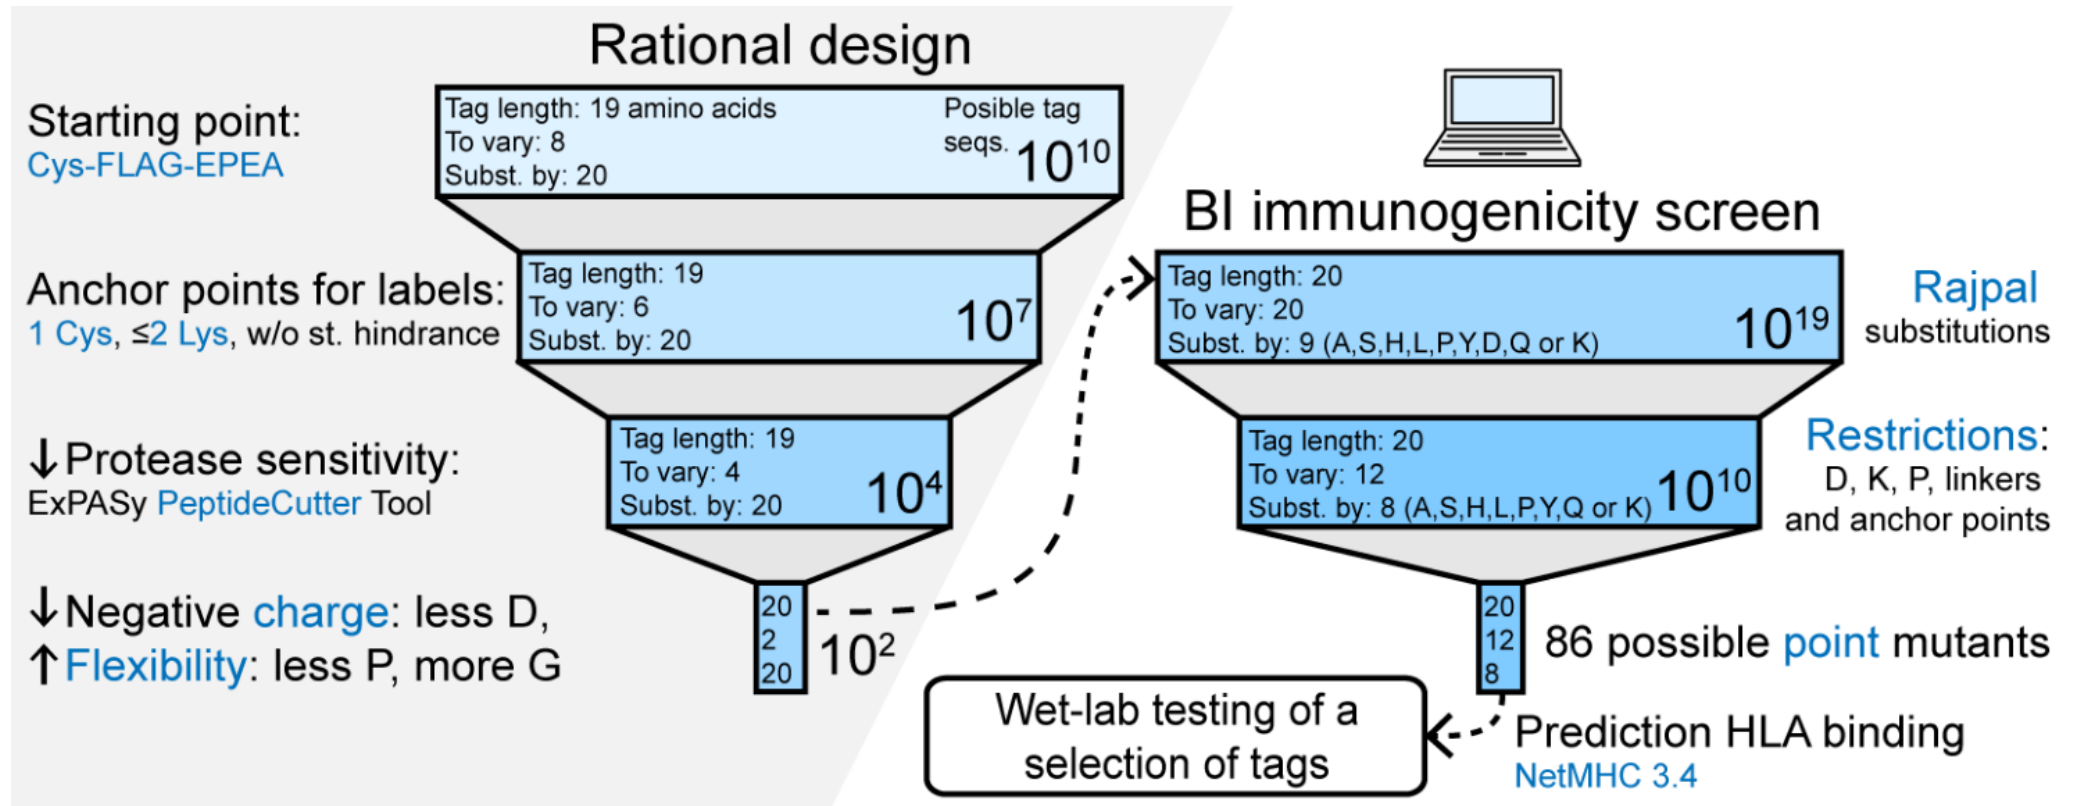 Rational design
Starting point:
Cys-FLAG-EPEA
Tag length: 19 amino acids
To vary: 8
Subst. by: 20
Posible tag
seqs. 10¹⁰
Anchor points for labels:
1 Cys, ≤2 Lys, w/o st. hindrance
Tag length: 19
To vary: 6
Subst. by: 20
10⁷
↓Protease sensitivity:
ExPASy PeptideCutter Tool
Tag length: 19
To vary: 4
Subst. by: 20
10⁴
↓Negative charge: less D,
↑Flexibility: less P, more G
20
2
20
10²
BI immunogenicity screen
Tag length: 20
To vary: 20
Subst. by: 9 (A,S,H,L,P,Y,D,Q or K)
10¹⁹
Rajpal
substitutions
Tag length: 20
To vary: 12
Subst. by: 8 (A,S,H,L,P,Y,Q or K)
10¹⁰
Restrictions:
D, K, P, linkers
and anchor points
20
12
8
86 possible point mutants
Prediction HLA binding
NetMHC 3.4
Wet-lab testing of a
selection of tags